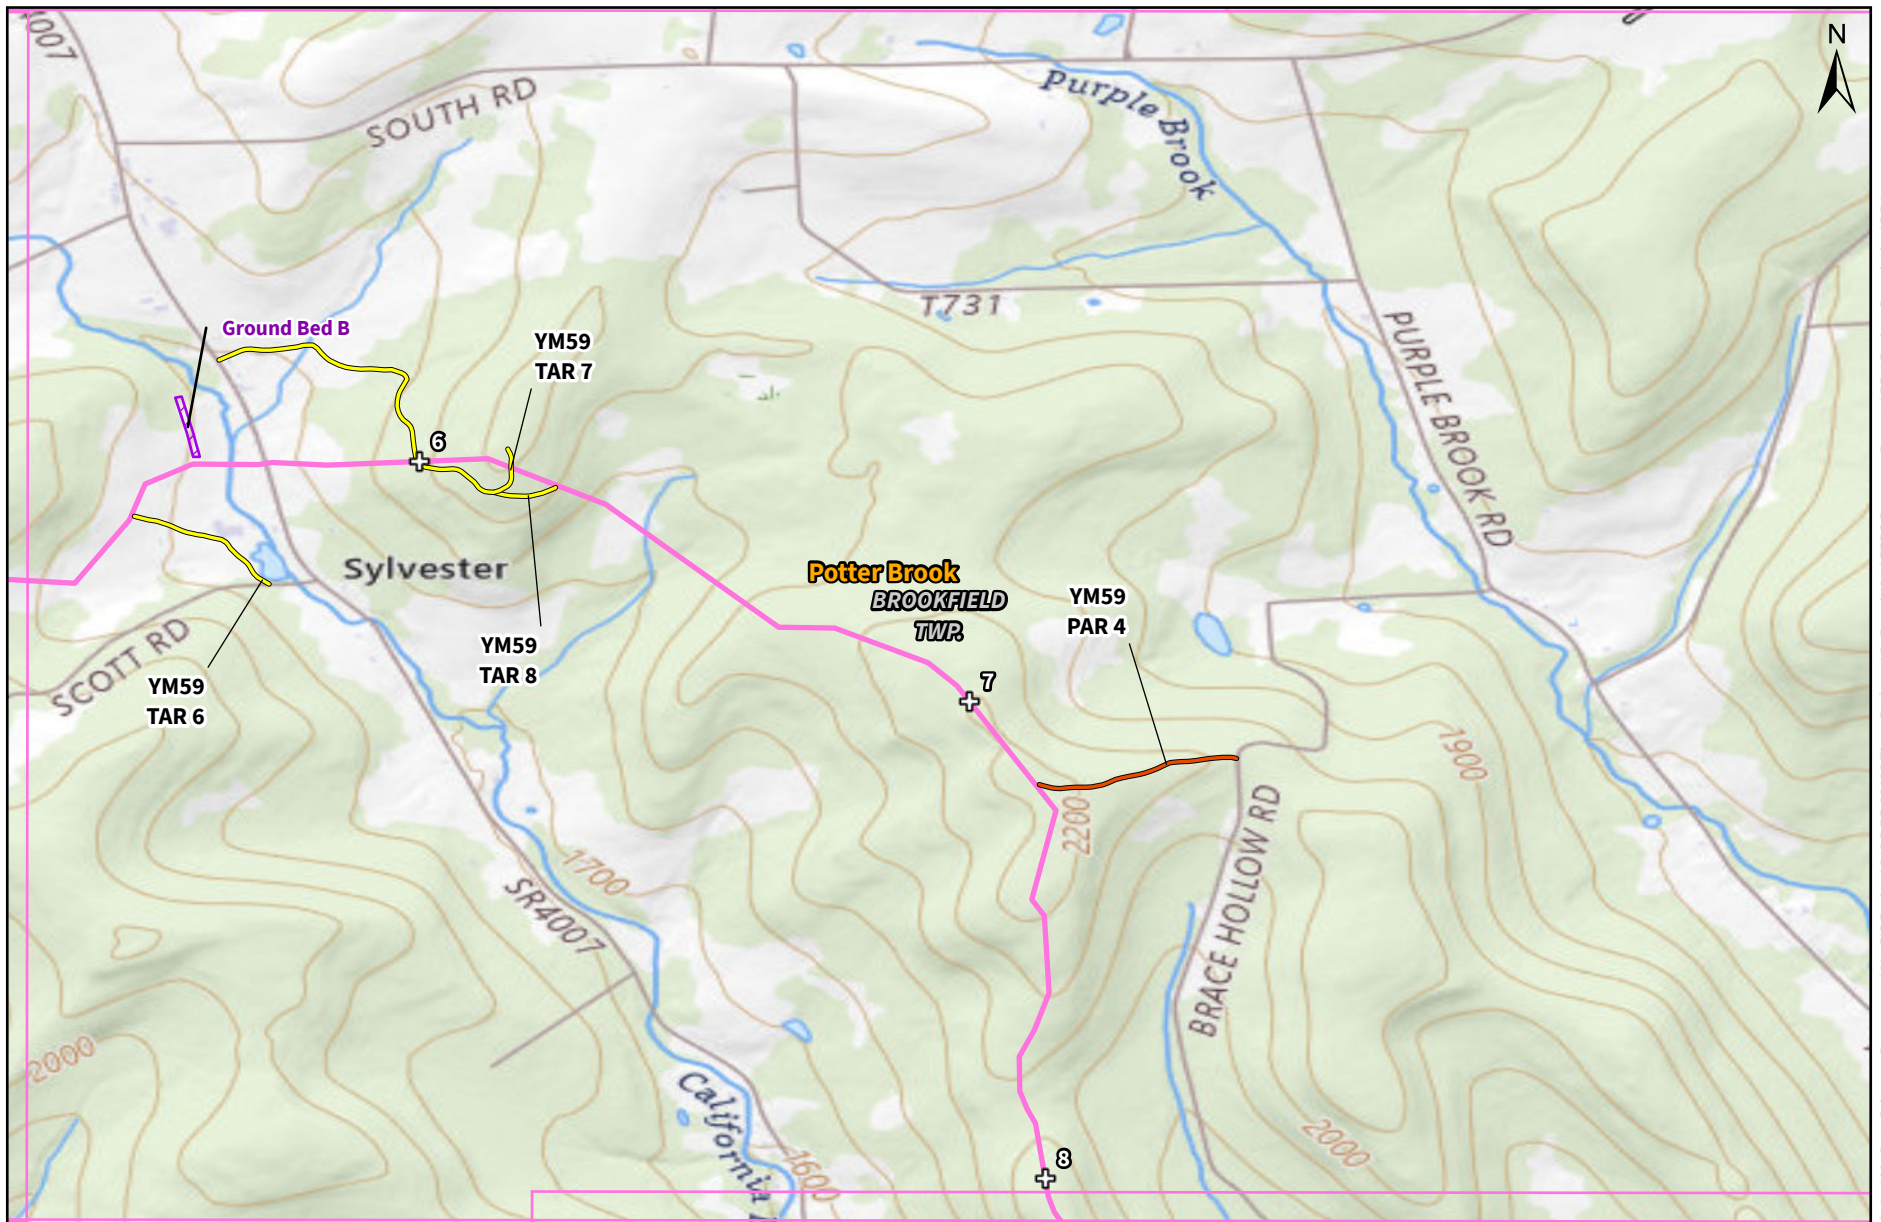 4007
N
SOUTH RD
Purple Brook
T731
Ground Bed B
YM59
TAR 7
PURPLE BROOK RD
6
Sylvester
Potter Brook
BROOKFIELD
TWP.
YM59
PAR 4
SCOTT RD
YM59
TAR 8
YM59
TAR 6
7
1900
2200
BRACE HOLLOW RD
1700
SR4007
2000
California
2000
1600
8